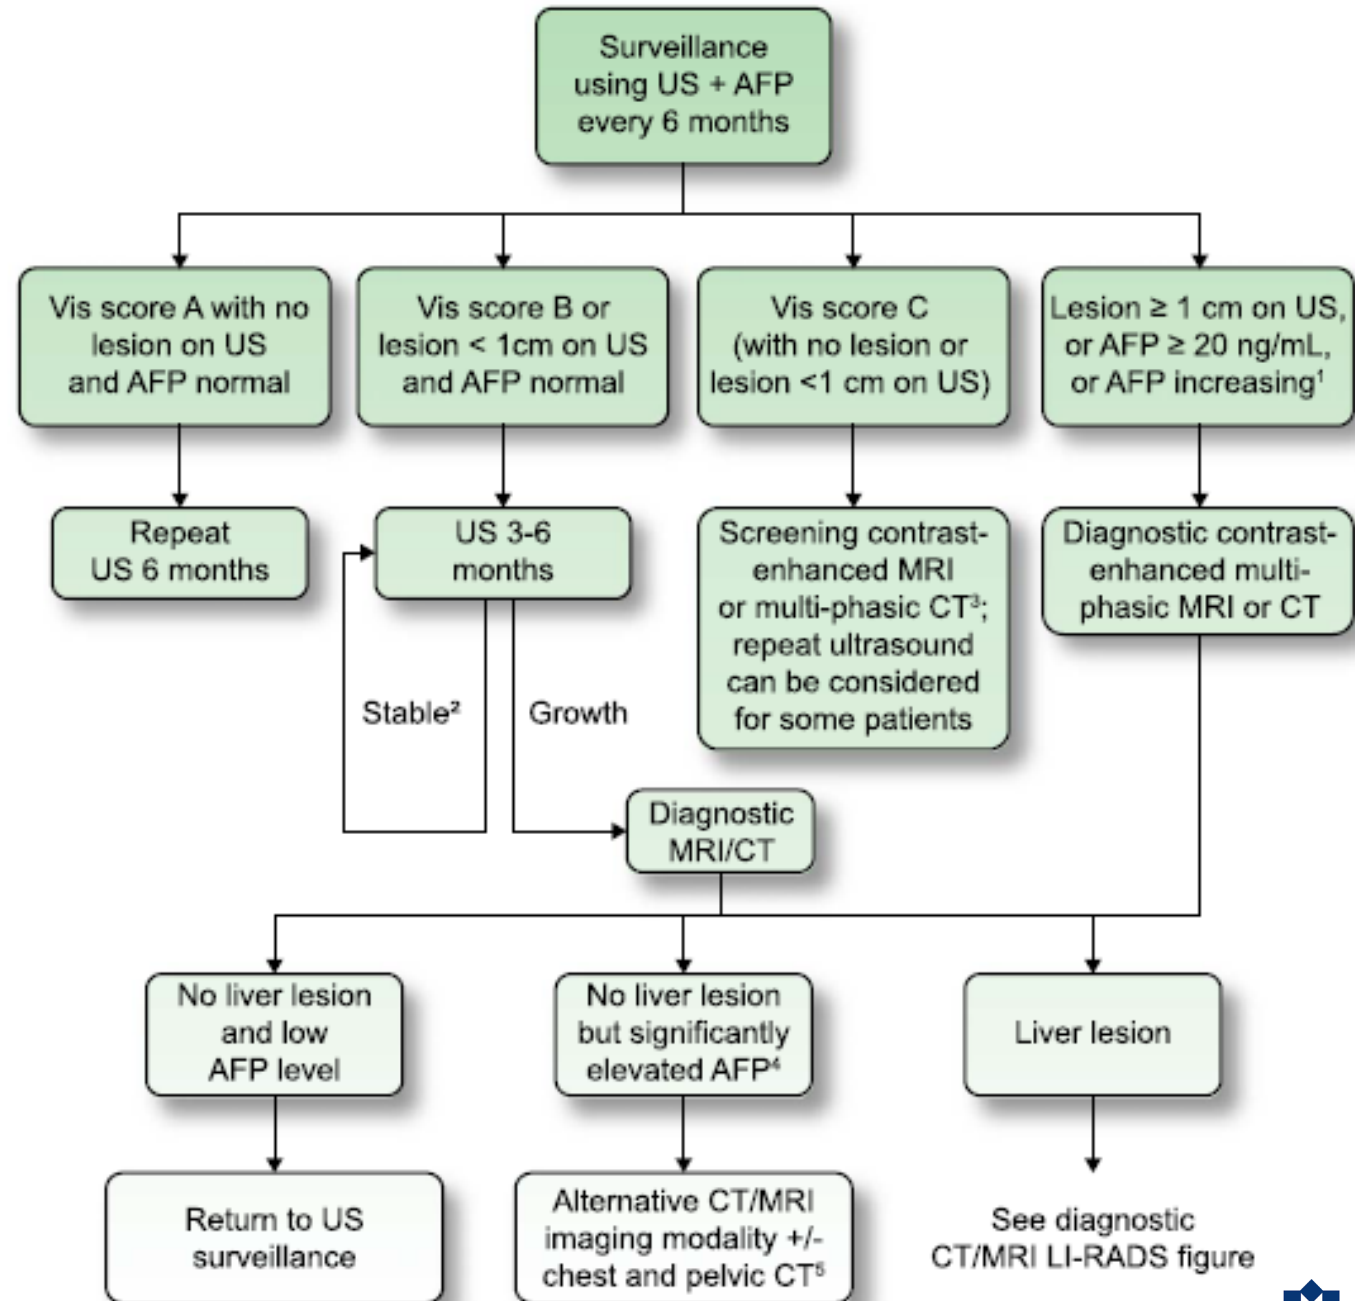 Surveillance
using US + AFP
every 6 months
Vis score A with no
lesion on US
and AFP normal
Vis score B or
lesion < 1cm on US
and AFP normal
Vis score C
(with no lesion or
lesion <1 cm on US)
Lesion ≥ 1 cm on US,
or AFP ≥ 20 ng/mL,
or AFP increasing¹
Repeat
US 6 months
US 3-6
months
Screening contrast-
enhanced MRI
or multi-phasic CT³;
repeat ultrasound
can be considered
for some patients
Diagnostic contrast-
enhanced multi-
phasic MRI or CT
Stable²
Growth
Diagnostic
MRI/CT
No liver lesion
and low
AFP level
No liver lesion
but significantly
elevated AFP⁴
Liver lesion
Return to US
surveillance
Alternative CT/MRI
imaging modality +/-
chest and pelvic CT⁵
See diagnostic
CT/MRI LI-RADS figure